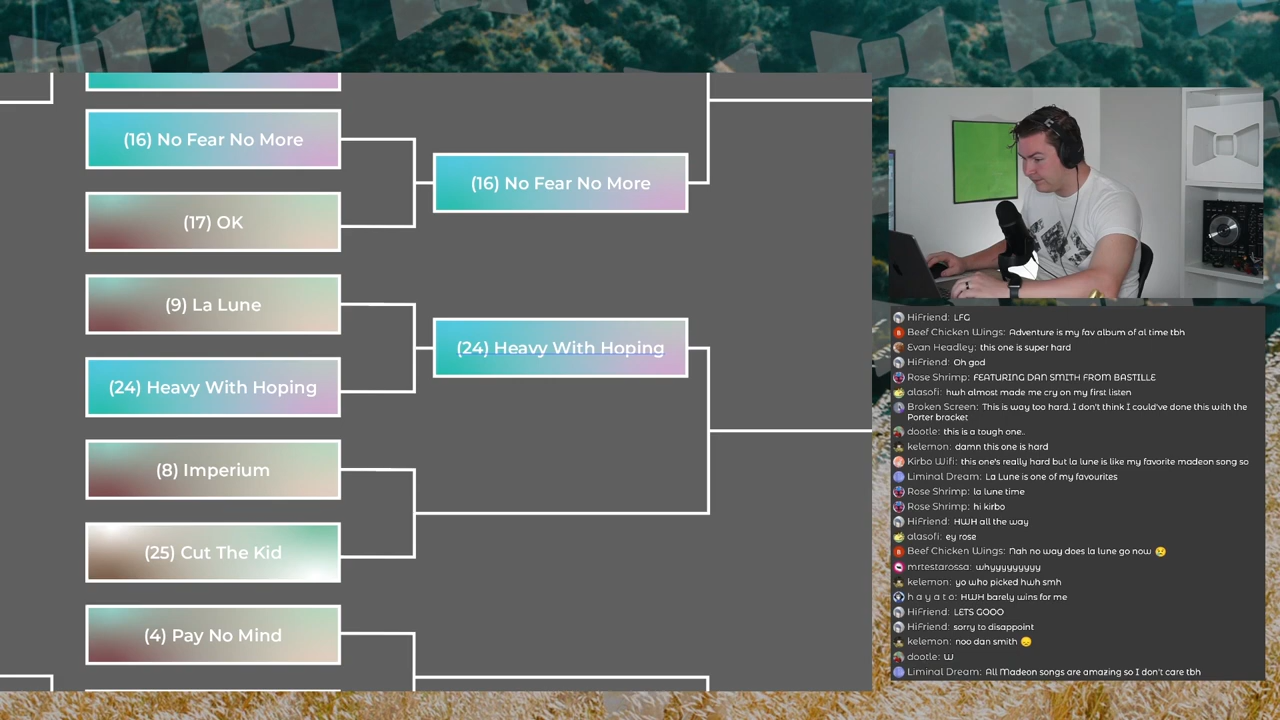 (16) No Fear No More
(17) OK
(9) La Lune
(24) Heavy With Hoping
(8) Imperium
(25) Cut The Kid
(4) Pay No Mind
(16) No Fear No More
(24) Heavy With Hoping
HiFriend: LFG
Beef Chicken Wings: Adventure is my fav album of al time tbh
Evan Headley: this one is super hard
HiFriend: Oh god
Rose Shrimp: FEATURING DAN SMITH FROM BASTILLE
alasofi: hwh almost made me cry on my first listen
Broken Screen: This is way too hard. I don't think I could've done this with the
Porter bracket
dootle: this is a tough one..
kelemon: damn this one is hard
Kirbo Wifi: this one's really hard but la lune is like my favorite madeon song so
Liminal Dream: La Lune is one of my favourites
Rose Shrimp: la lune time
Rose Shrimp: hi kirbo
HiFriend: HWH all the way
alasofi: ey rose
Beef Chicken Wings: Nah no way does la lune go now 😢
mrtestarossa: whyyyyyyyyy
kelemon: yo who picked hwh smh
h a y a t o: HWH barely wins for me
HiFriend: LETS GOOO
HiFriend: sorry to disappoint
kelemon: noo dan smith 😞
dootle: W
Liminal Dream: All Madeon songs are amazing so I don't care tbh